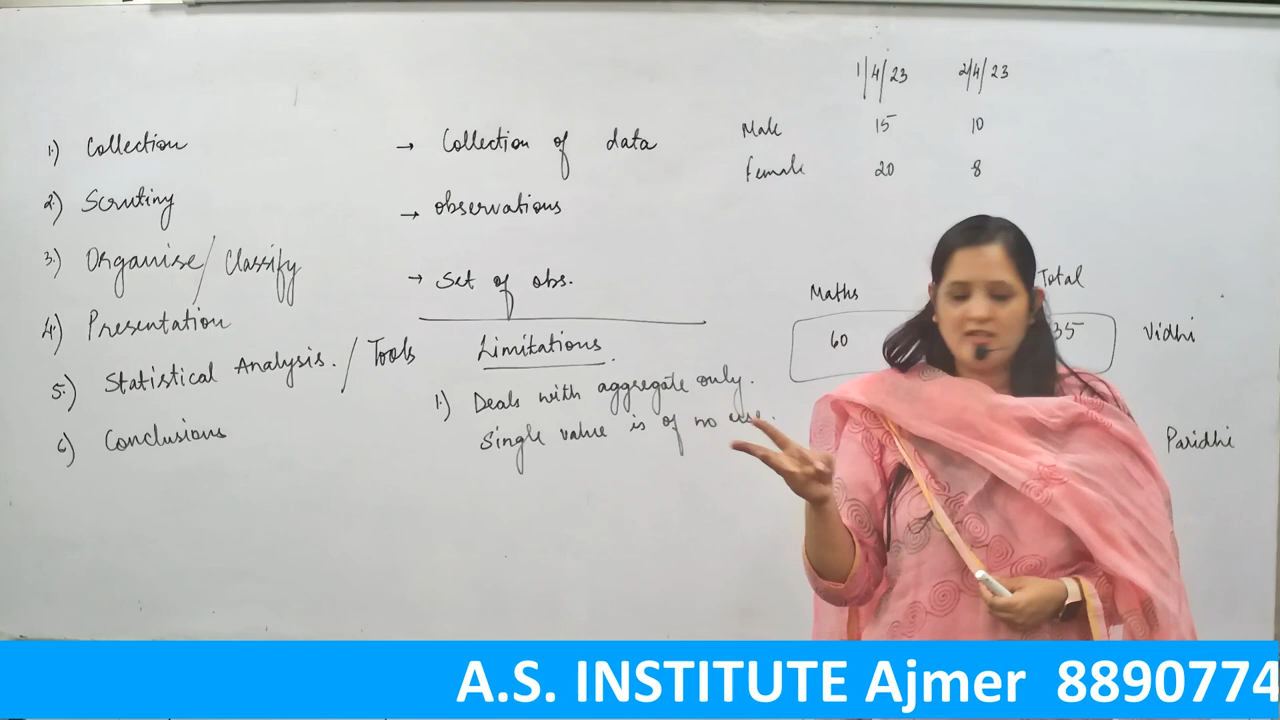 1.) Collection
2.) Scrutiny
3.) Organise/Classify
4.) Presentation
5.) Statistical Analysis. / Tools
6.) Conclusions
→ Collection of data
→ Observations
→ Set of obs.
Limitations
1.) Deals with aggregate only.
Single value is of no use.
1/4/23 2/4/23
Male 15 10
Female 20 8
Maths Total
60 35 Vidhi
Paridhi
A.S. INSTITUTE Ajmer 8890774